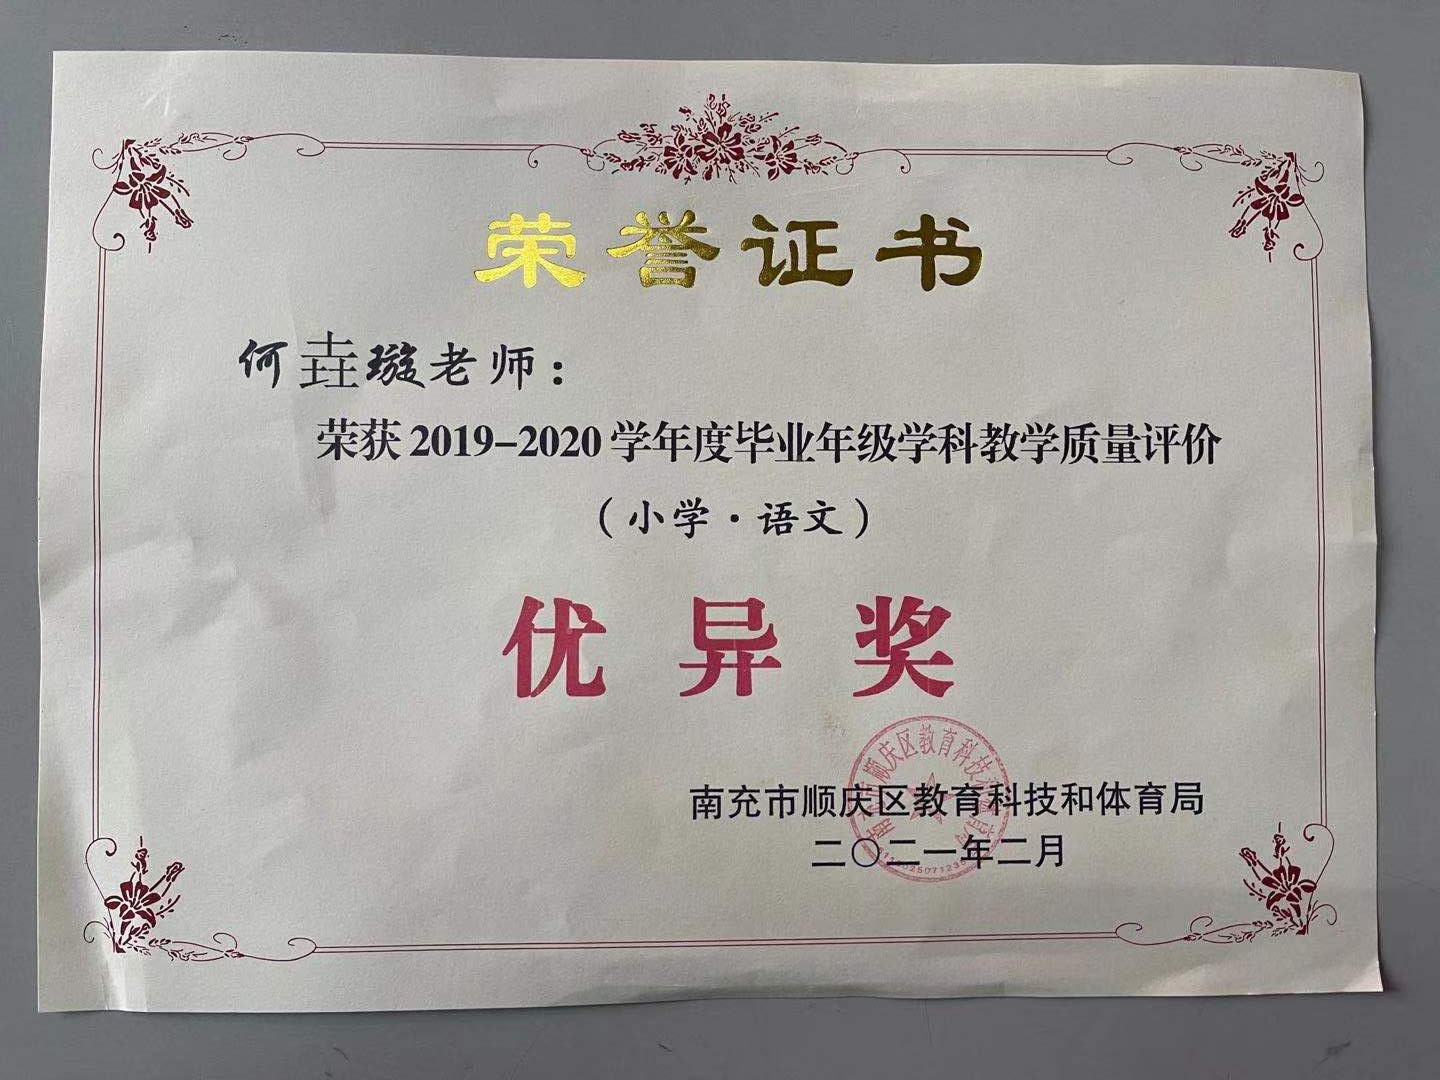 荣誉证书
何垚璇老师：
荣获2019-2020学年度毕业年级学科教学质量评价
（小学·语文）
优异奖
南充市顺庆区教育科技和体育局
二〇二一年二月